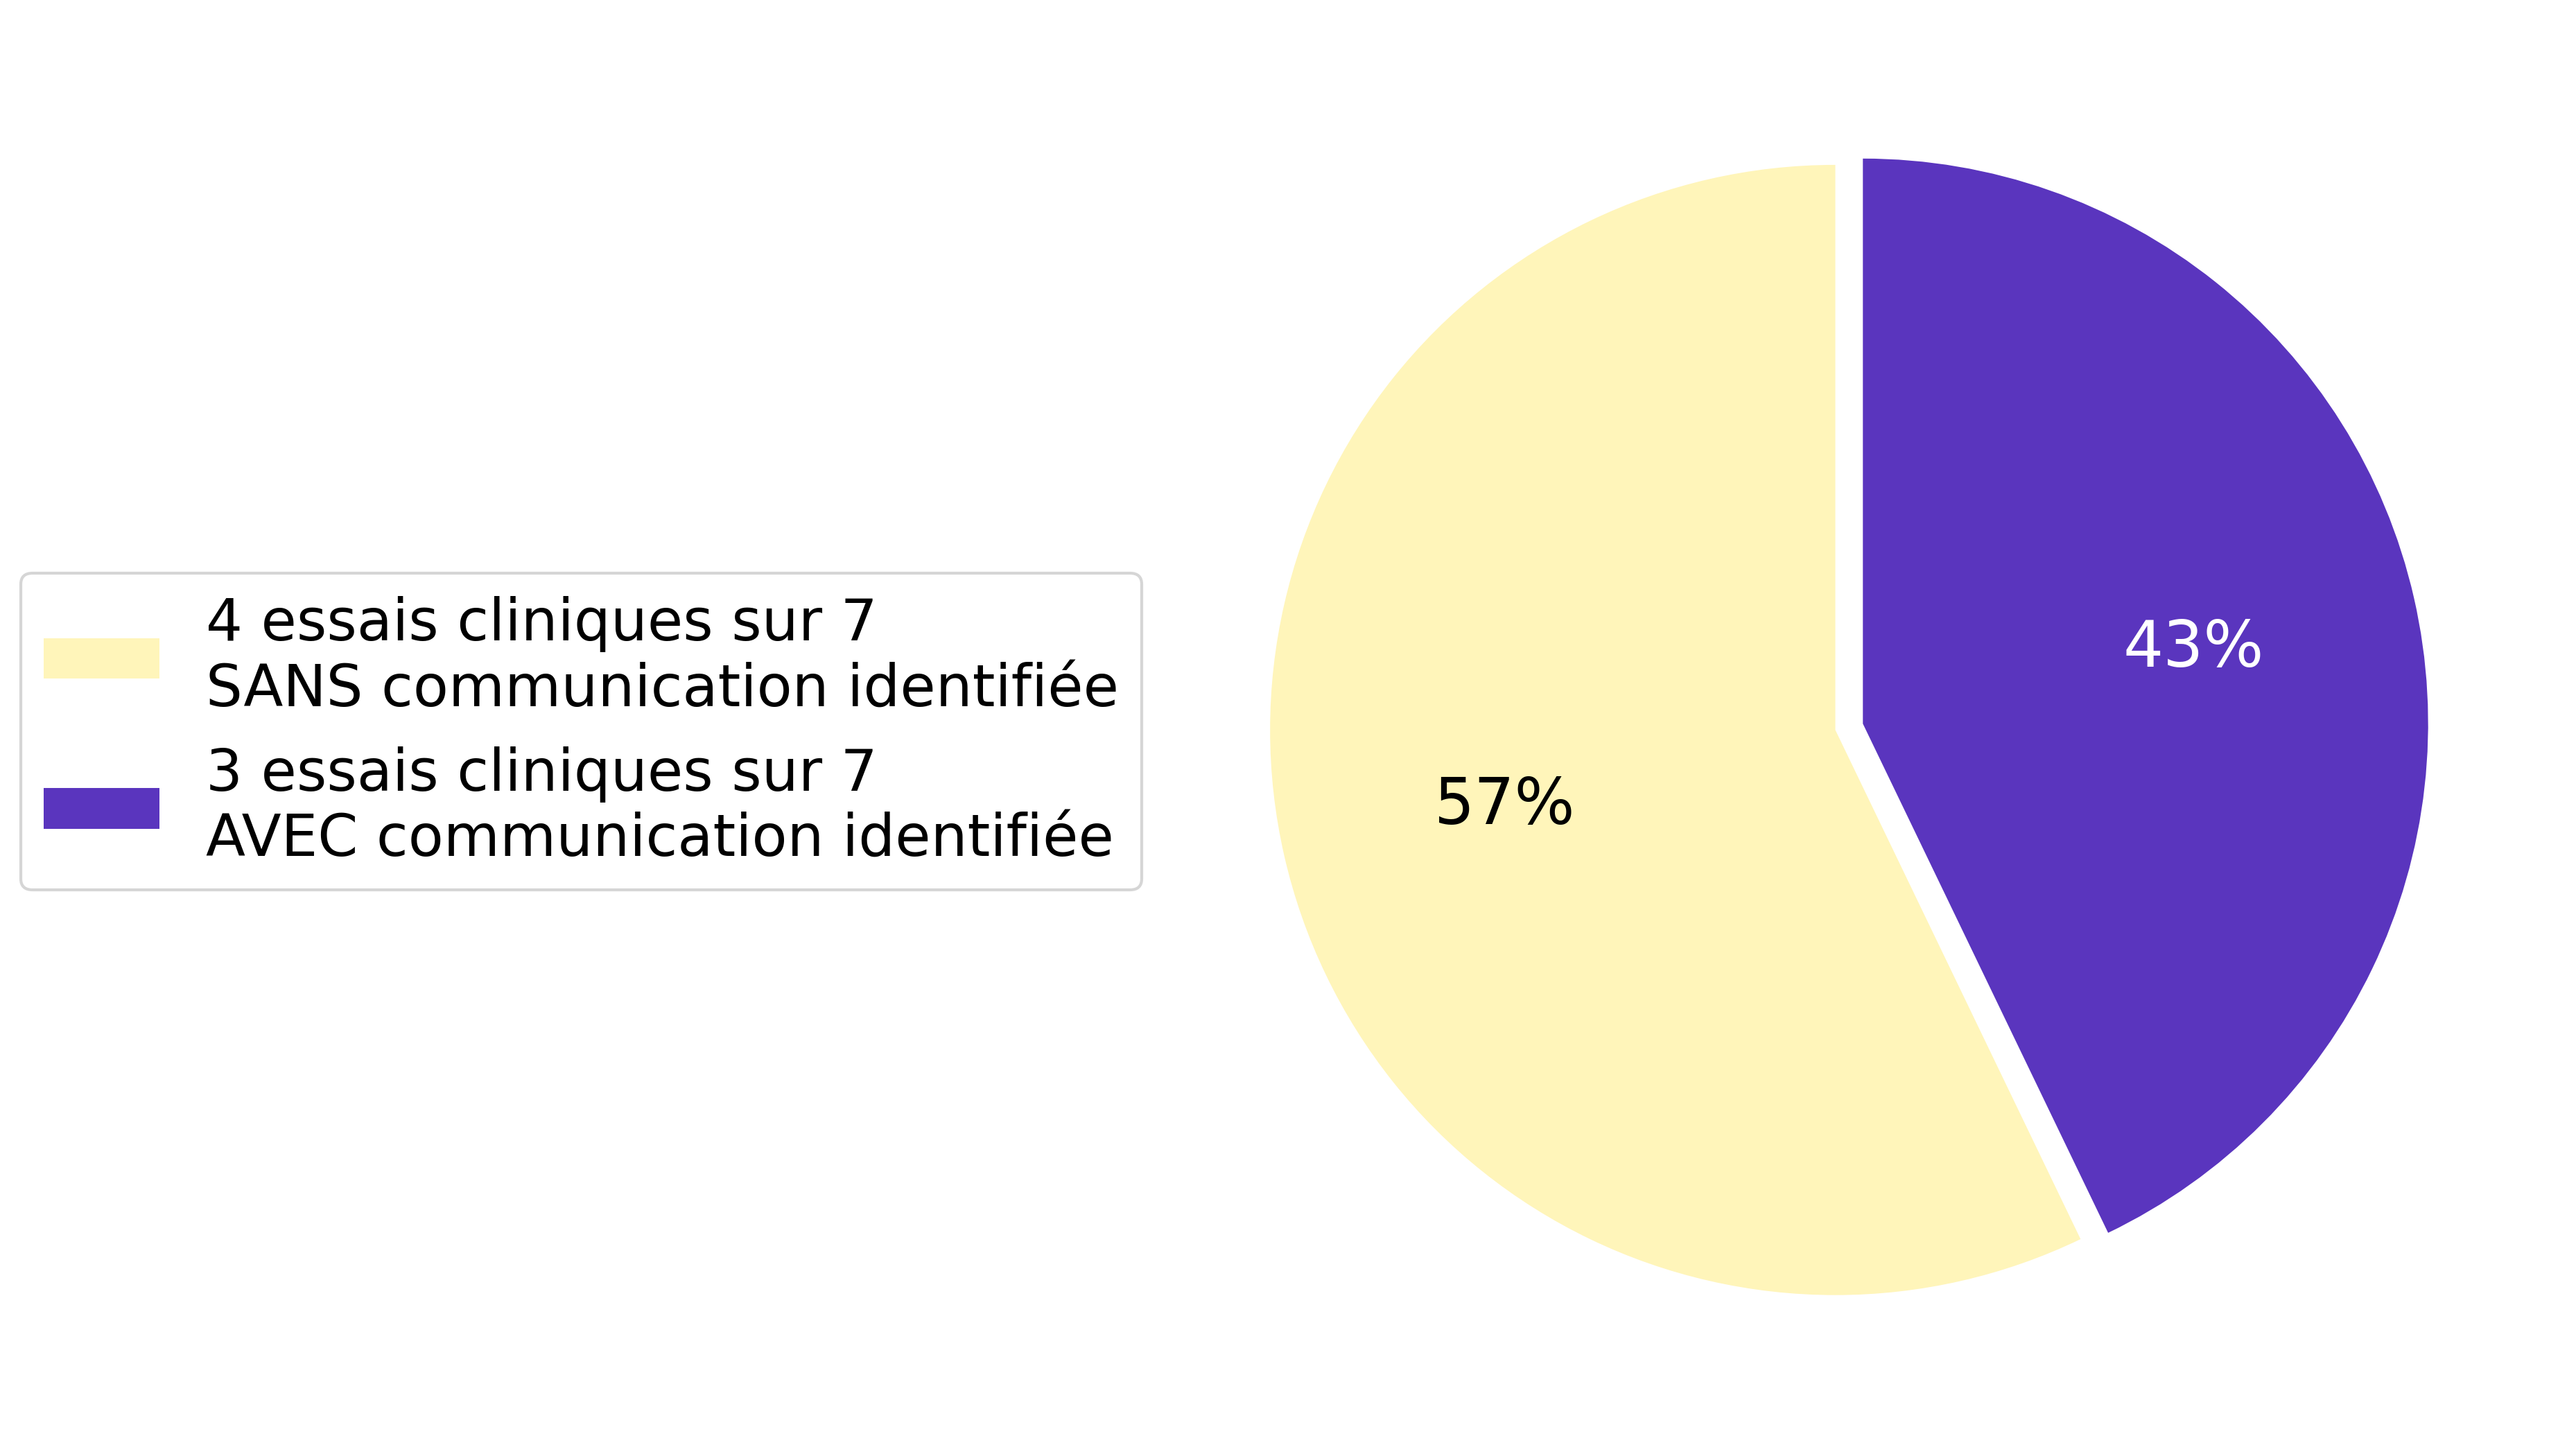 4 essais cliniques sur 7
SANS communication identifiée
3 essais cliniques sur 7
AVEC communication identifiée
43%
57%